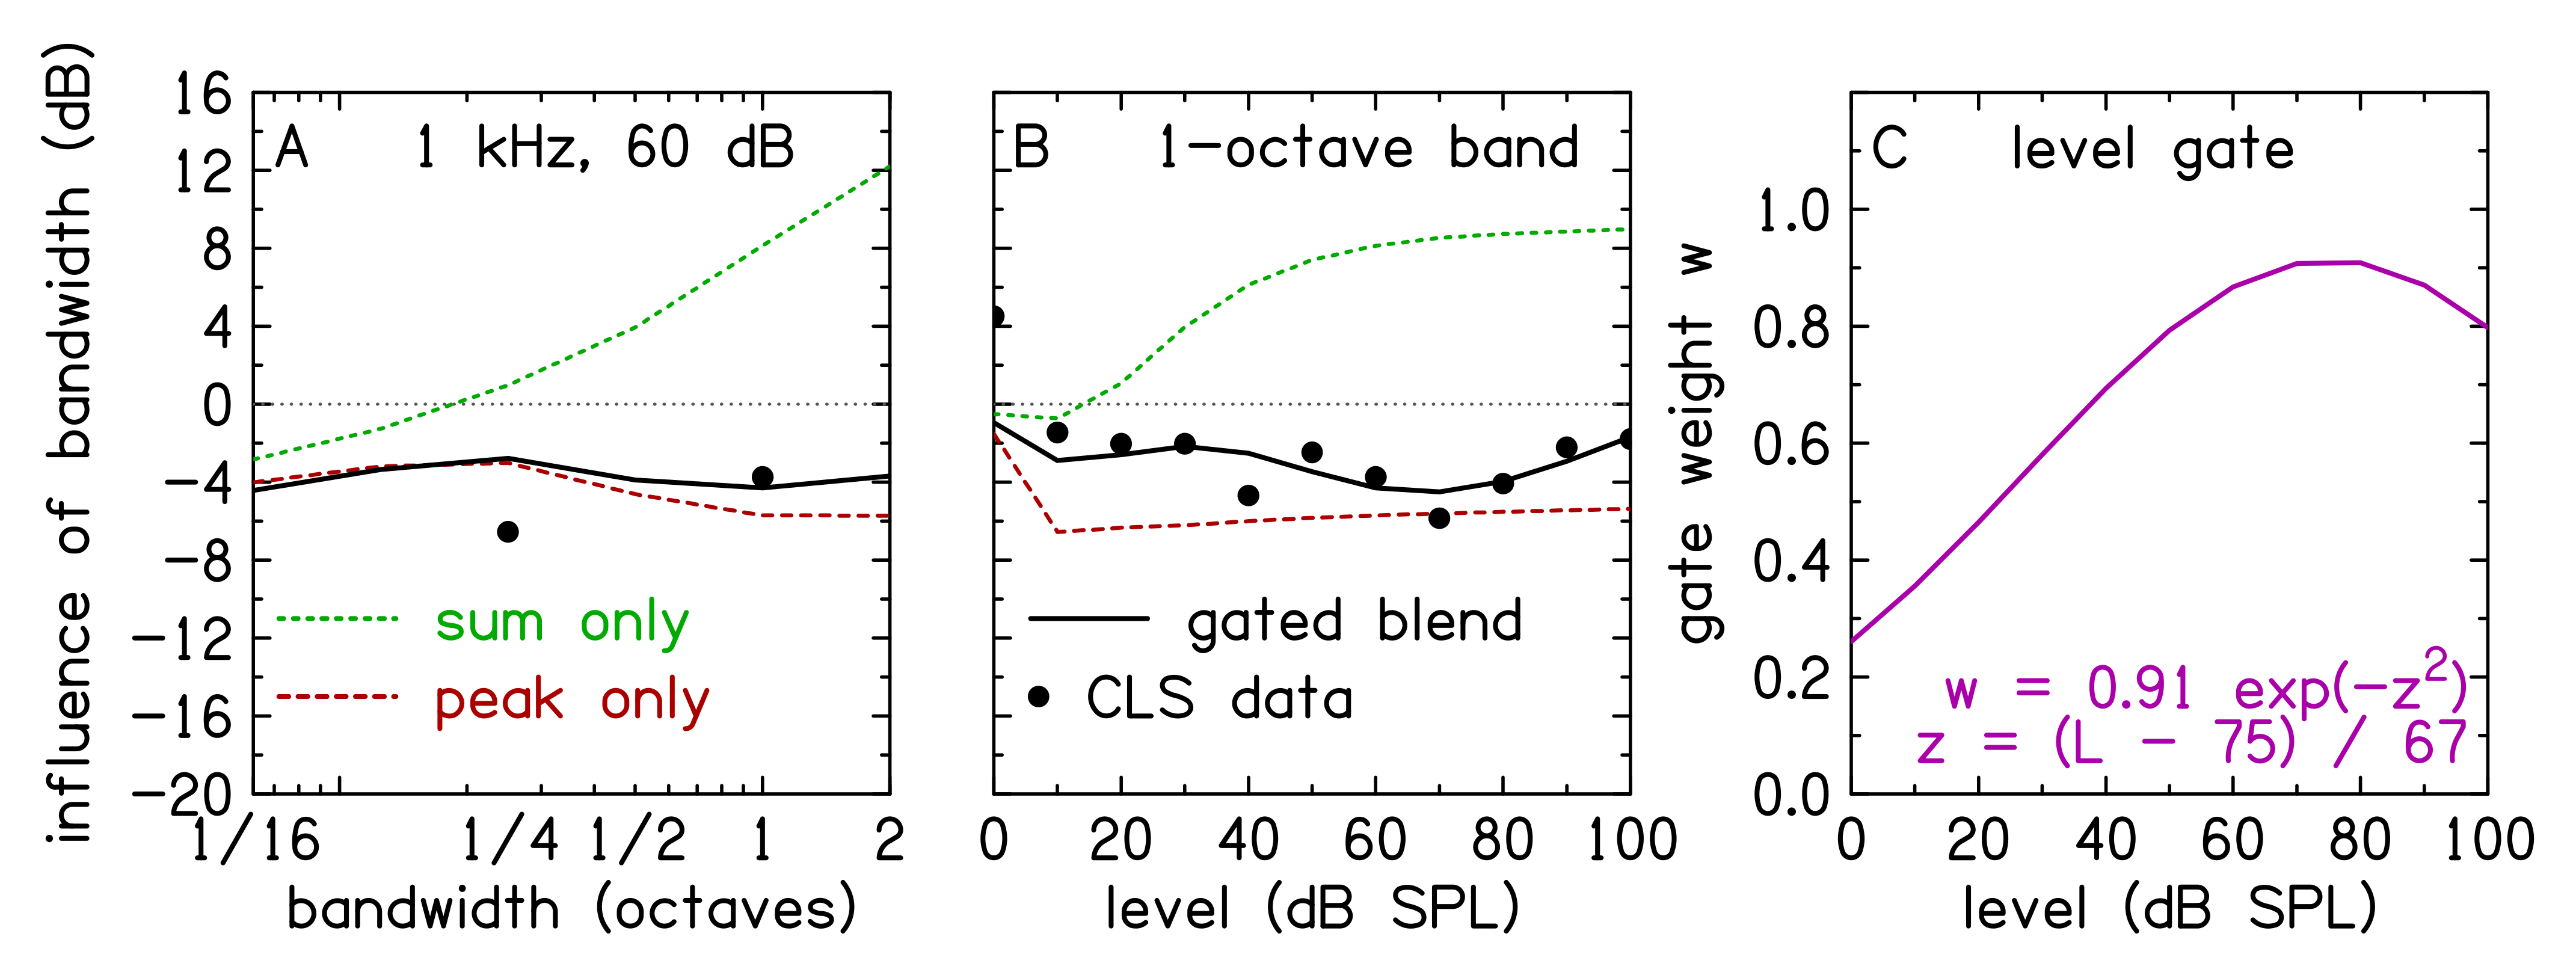 influence of bandwidth (dB)
16
12
8
4
0
−4
−8
−12
−16
−20
A 1 kHz, 60 dB
sum only
peak only
1/16 1/4 1/2 1 2
bandwidth (octaves)
B 1−octave band
gated blend
CLS data
0 20 40 60 80 100
level (dB SPL)
gate weight w
1.0
0.8
0.6
0.4
0.2
0.0
C level gate
w = 0.91 exp(−z²)
z = (L − 75) / 67
0 20 40 60 80 100
level (dB SPL)